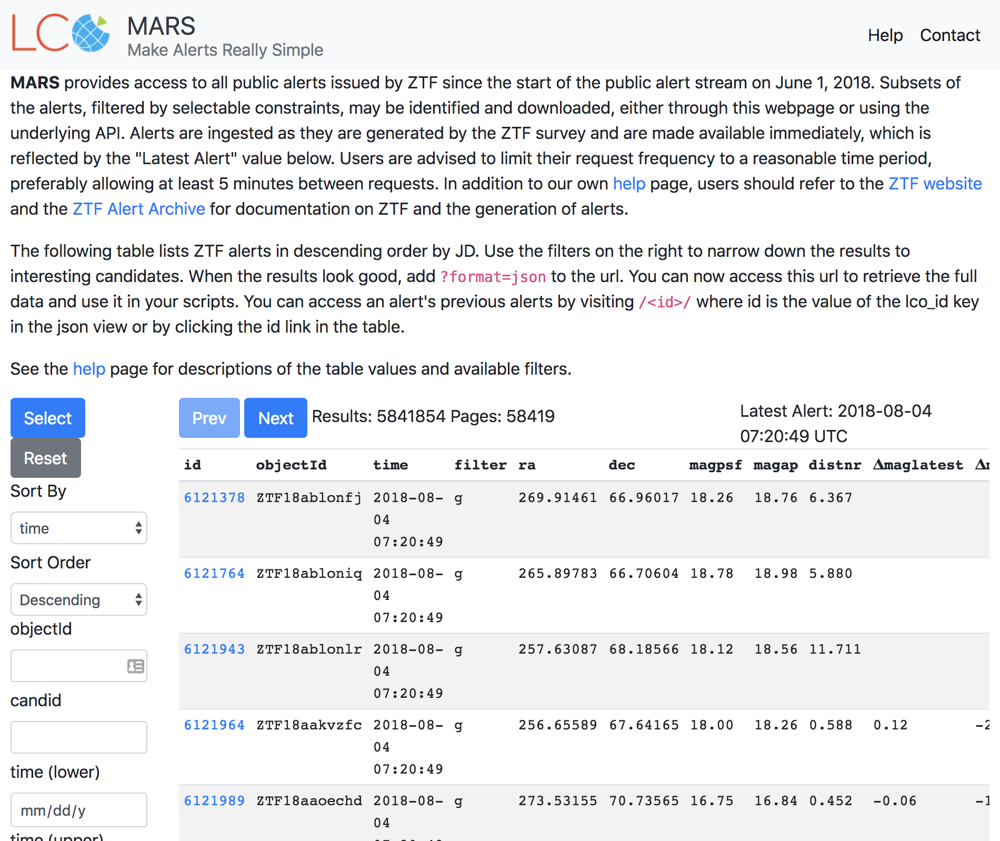 LCO
MARS
Make Alerts Really Simple
Help Contact
MARS provides access to all public alerts issued by ZTF since the start of the public alert stream on June 1, 2018. Subsets of
the alerts, filtered by selectable constraints, may be identified and downloaded, either through this webpage or using the
underlying API. Alerts are ingested as they are generated by the ZTF survey and are made available immediately, which is
reflected by the "Latest Alert" value below. Users are advised to limit their request frequency to a reasonable time period,
preferably allowing at least 5 minutes between requests. In addition to our own help page, users should refer to the ZTF website
and the ZTF Alert Archive for documentation on ZTF and the generation of alerts.
The following table lists ZTF alerts in descending order by JD. Use the filters on the right to narrow down the results to
interesting candidates. When the results look good, add ?format=json to the url. You can now access this url to retrieve the full
data and use it in your scripts. You can access an alert's previous alerts by visiting /<id>/ where id is the value of the lco_id key
in the json view or by clicking the id link in the table.
See the help page for descriptions of the table values and available filters.
Select
Reset
Sort By
time
Sort Order
Descending
objectId
candid
time (lower)
mm/dd/y
time (upper)
Prev Next Results: 5841854 Pages: 58419
Latest Alert: 2018-08-04
07:20:49 UTC
id objectId time filter ra dec magpsf magap distnr Δmaglatest
6121378 ZTF18ablonfj 2018-08- g 269.91461 66.96017 18.26 18.76 6.367
04
07:20:49
6121764 ZTF18abloniq 2018-08- g 265.89783 66.70604 18.78 18.98 5.880
04
07:20:49
6121943 ZTF18ablonlr 2018-08- g 257.63087 68.18566 18.12 18.56 11.711
04
07:20:49
6121964 ZTF18aakvzfc 2018-08- g 256.65589 67.64165 18.00 18.26 0.588 0.12 -2
04
07:20:49
6121989 ZTF18aaoechd 2018-08- g 273.53155 70.73565 16.75 16.84 0.452 -0.06 -1
04